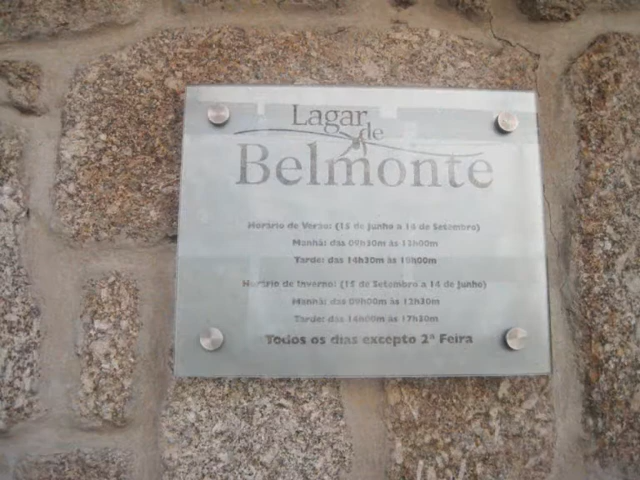 Lagar
de
Belmonte
Horário de Verão: (15 de Junho a 14 de Setembro)
Manhã: das 09h30m às 13h00m
Tarde: das 14h30m às 18h00m
Horário de Inverno: (15 de Setembro a 14 de Junho)
Manhã: das 09h00m às 12h30m
Tarde: das 14h00m às 17h30m
Todos os dias excepto 2ª Feira